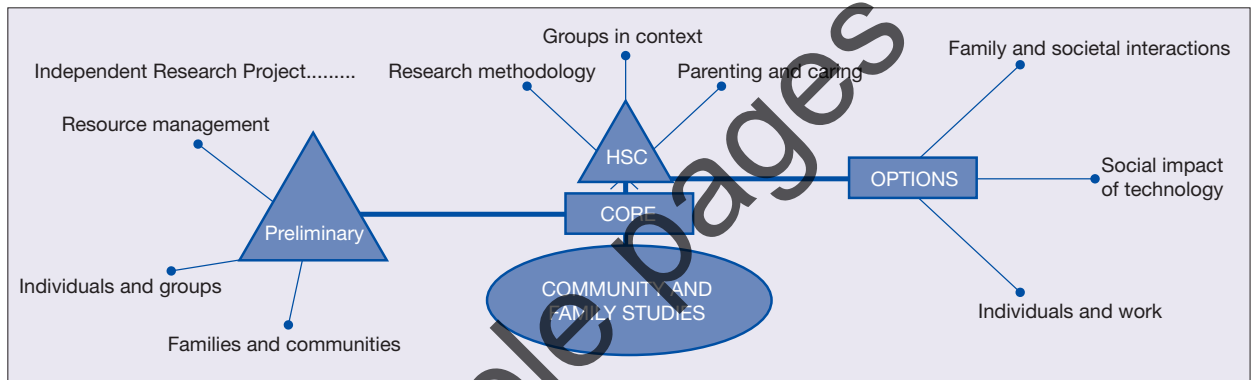 Groups in context
Family and societal interactions
Independent Research Project.........
Research methodology
Parenting and caring
Resource management
HSC
OPTIONS
Social impact
of technology
CORE
Preliminary
Individuals and groups
COMMUNITY AND
FAMILY STUDIES
Individuals and work
Families and communities
le pages